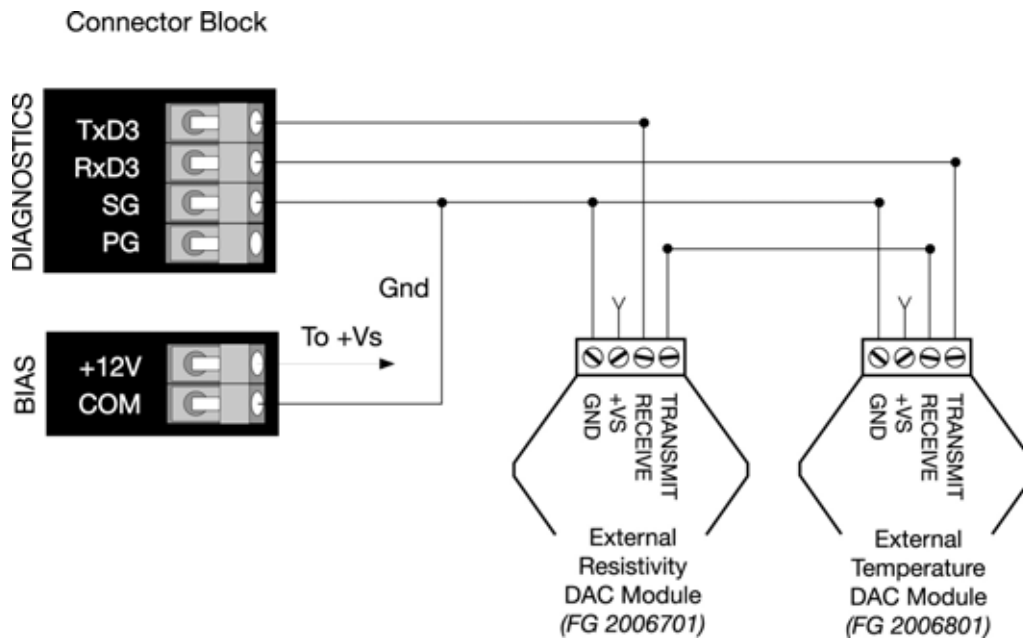 Connector Block
DIAGNOSTICS
TxD3
RxD3
SG
PG
Gnd
BIAS
+12V
COM
To +Vs
GND
+VS
RECEIVE
TRANSMIT
GND
+VS
RECEIVE
TRANSMIT
External
Resistivity
DAC Module
(FG 2006701)
External
Temperature
DAC Module
(FG 2006801)